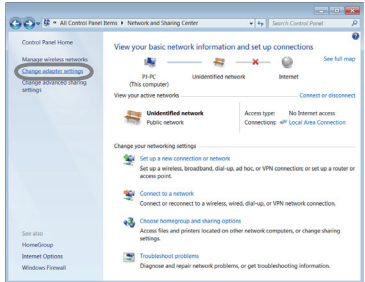 « All Control Panel Items ▸ Network and Sharing Center
Search Control Panel
Control Panel Home
Manage wireless networks
Change adapter settings
Change advanced sharing
settings
See also
HomeGroup
Internet Options
Windows Firewall
View your basic network information and set up connections
See full map
PJ-PC
(This computer)
Unidentified network
Internet
View your active networks
Connect or disconnect
Unidentified network
Public network
Access type: No Internet access
Connections: Local Area Connection
Change your networking settings
Set up a new connection or network
Set up a wireless, broadband, dial-up, ad hoc, or VPN connection; or set up a router or
access point.
Connect to a network
Connect or reconnect to a wireless, wired, dial-up, or VPN network connection.
Choose homegroup and sharing options
Access files and printers located on other network computers, or change sharing
settings.
Troubleshoot problems
Diagnose and repair network problems, or get troubleshooting information.